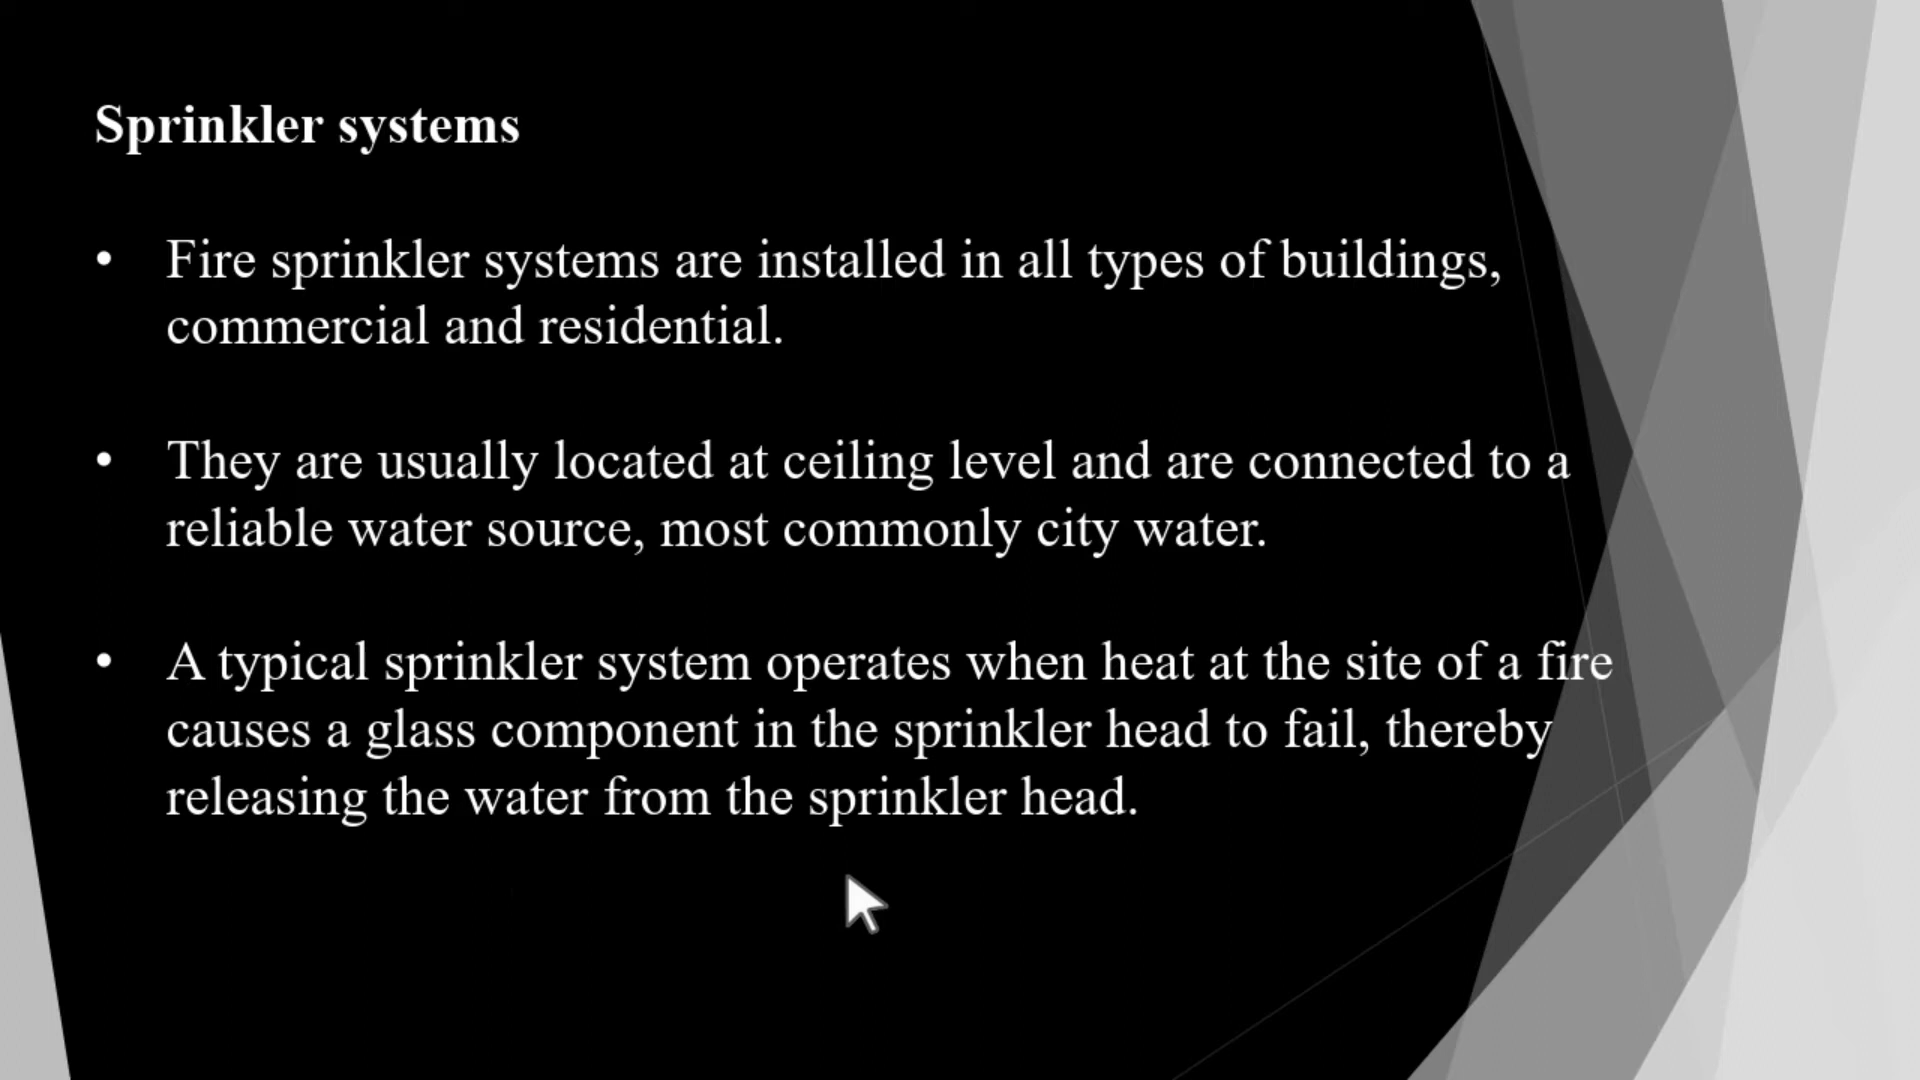 Sprinkler systems
• Fire sprinkler systems are installed in all types of buildings,
commercial and residential.
• They are usually located at ceiling level and are connected to a
reliable water source, most commonly city water.
• A typical sprinkler system operates when heat at the site of a fire
causes a glass component in the sprinkler head to fail, thereby
releasing the water from the sprinkler head.